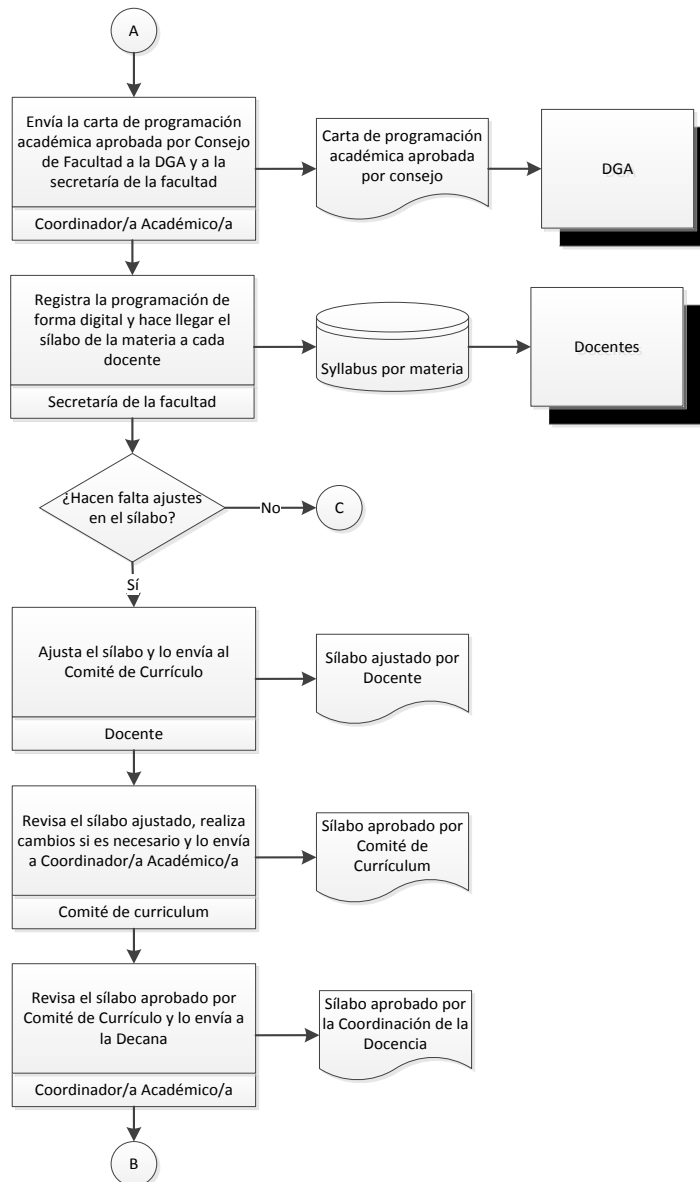 A
Envía la carta de programación
académica aprobada por Consejo
de Facultad a la DGA y a la
secretaría de la facultad
Coordinador/a Académico/a
Carta de programación
académica aprobada
por consejo
DGA
Registra la programación de
forma digital y hace llegar el
sílabo de la materia a cada
docente
Secretaría de la facultad
Syllabus por materia
Docentes
¿Hacen falta ajustes
en el sílabo?
No
C
Sí
Ajusta el sílabo y lo envía al
Comité de Currículo
Docente
Sílabo ajustado por
Docente
Revisa el sílabo ajustado, realiza
cambios si es necesario y lo envía
a Coordinador/a Académico/a
Comité de curriculum
Sílabo aprobado por
Comité de
Currículum
Revisa el sílabo aprobado por
Comité de Currículo y lo envía a
la Decana
Coordinador/a Académico/a
Sílabo aprobado por
la Coordinación de la
Docencia
B